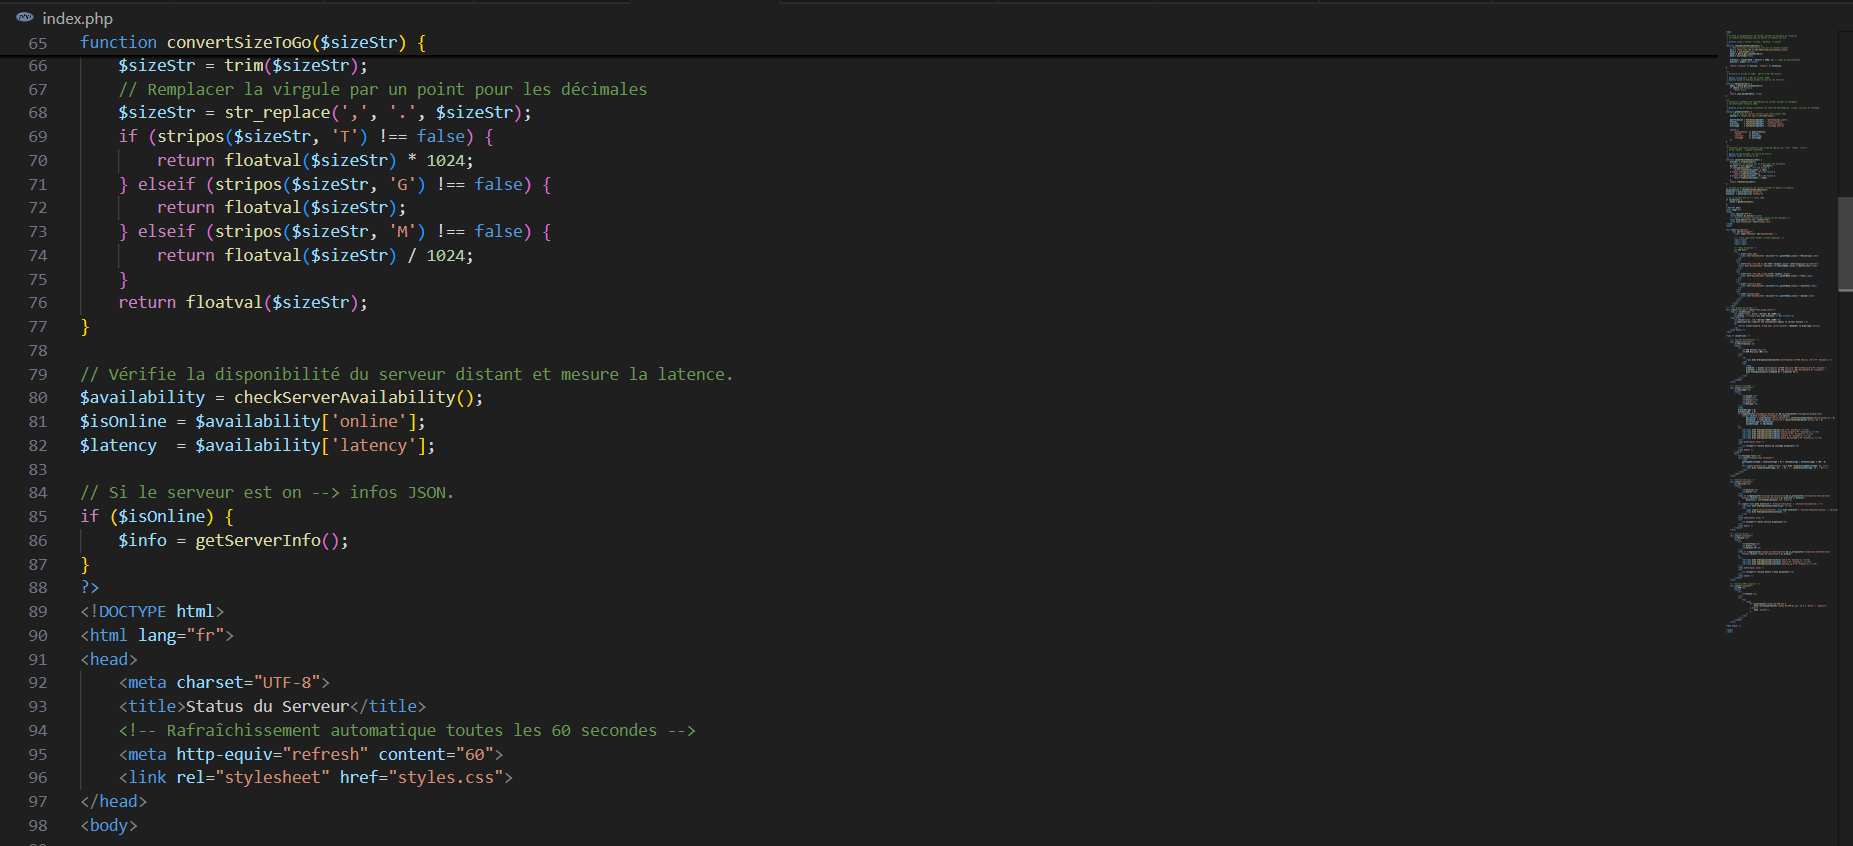 php index.php
65 function convertSizeToGo($sizeStr) {
66 $sizeStr = trim($sizeStr);
67 // Remplacer la virgule par un point pour les décimales
68 $sizeStr = str_replace(',', '.', $sizeStr);
69 if (stripos($sizeStr, 'T') !== false) {
70 return floatval($sizeStr) * 1024;
71 } elseif (stripos($sizeStr, 'G') !== false) {
72 return floatval($sizeStr);
73 } elseif (stripos($sizeStr, 'M') !== false) {
74 return floatval($sizeStr) / 1024;
75 }
76 return floatval($sizeStr);
77 }
78
79 // Vérifie la disponibilité du serveur distant et mesure la latence.
80 $availability = checkServerAvailability();
81 $isOnline = $availability['online'];
82 $latency  = $availability['latency'];
83
84 // Si le serveur est on --> infos JSON.
85 if ($isOnline) {
86 $info = getServerInfo();
87 }
88 ?>
89 <!DOCTYPE html>
90 <html lang="fr">
91 <head>
92 <meta charset="UTF-8">
93 <title>Status du Serveur</title>
94 <!-- Rafraîchissement automatique toutes les 60 secondes -->
95 <meta http-equiv="refresh" content="60">
96 <link rel="stylesheet" href="styles.css">
97 </head>
98 <body>